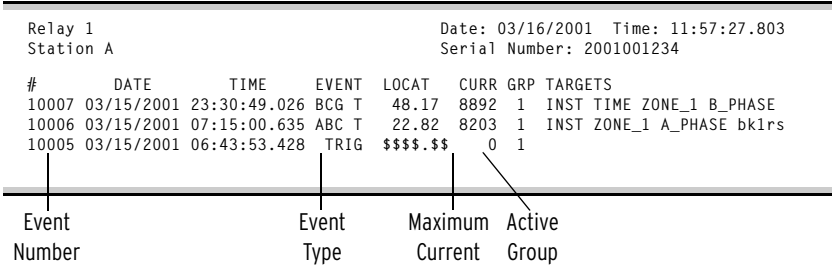 Relay 1 Date: 03/16/2001 Time: 11:57:27.803
Station A Serial Number: 2001001234
# DATE TIME EVENT LOCAT CURR GRP TARGETS
10007 03/15/2001 23:30:49.026 BCG T 48.17 8892 1 INST TIME ZONE_1 B_PHASE
10006 03/15/2001 07:15:00.635 ABC T 22.82 8203 1 INST ZONE_1 A_PHASE bk1rs
10005 03/15/2001 06:43:53.428 TRIG $$$$.$$ 0 1
Event Number Event Type Maximum Current Active Group